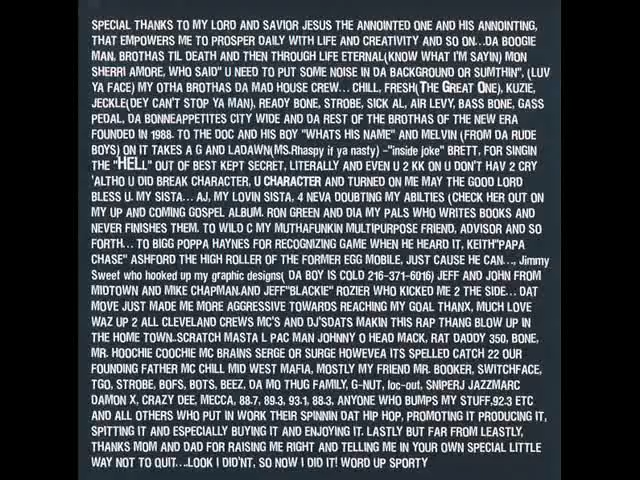 SPECIAL THANKS TO MY LORD AND SAVIOR JESUS THE ANNOINTED ONE AND HIS ANNOINTING,
THAT EMPOWERS ME TO PROSPER DAILY WITH LIFE AND CREATIVITY AND SO ON...DA BOOGIE
MAN, BROTHAS TIL DEATH AND THEN THROUGH LIFE ETERNAL(KNOW WHAT I'M SAYIN) MON
SHERRI AMORE, WHO SAID" U NEED TO PUT SOME NOISE IN DA BACKGROUND OR SUMTHIN", (LUV
YA FACE) MY OTHA BROTHAS DA MAD HOUSE CREW... CHILL, FRESH(THE GREAT ONE), KUZIE,
JECKLE(DEY CAN'T STOP YA MAN), READY BONE, STROBE, SICK AL, AIR LEVY, BASS BONE, GASS
PEDAL, DA BONNEAPPETITES CITY WIDE AND DA REST OF THE BROTHAS OF THE NEW ERA
FOUNDED IN 1988. TO THE DOC AND HIS BOY "WHATS HIS NAME" AND MELVIN (FROM DA RUDE
BOYS) ON IT TAKES A G AND LADAWN(MS.Rhaspy if ya nasty) -"inside joke" BRETT, FOR SINGIN
THE "HELL" OUT OF BEST KEPT SECRET, LITERALLY AND EVEN U 2 KK ON U DON'T HAV 2 CRY
'ALTHO U DID BREAK CHARACTER, U CHARACTER AND TURNED ON ME MAY THE GOOD LORD
BLESS U. MY SISTA... AJ, MY LOVIN SISTA, 4 NEVA DOUBTING MY ABILTIES (CHECK HER OUT ON
MY UP AND COMING GOSPEL ALBUM. RON GREEN AND DIA MY PALS WHO WRITES BOOKS AND
NEVER FINISHES THEM. TO WILD C MY MUTHAFUNKIN MULTIPURPOSE FRIEND, ADVISOR AND SO
FORTH... TO BIGG POPPA HAYNES FOR RECOGNIZING GAME WHEN HE HEARD IT, KEITH"PAPA
CHASE" ASHFORD THE HIGH ROLLER OF THE FORMER EGG MOBILE, JUST CAUSE HE CAN..., Jimmy
Sweet who hooked up my graphic designs( DA BOY IS COLD 216-371-6016) JEFF AND JOHN FROM
MIDTOWN AND MIKE CHAPMAN.AND JEFF"BLACKIE" ROZIER WHO KICKED ME 2 THE SIDE... DAT
MOVE JUST MADE ME MORE AGGRESSIVE TOWARDS REACHING MY GOAL THANX, MUCH LOVE
WAZ UP 2 ALL CLEVELAND CREWS MC'S AND DJ'SDATS MAKIN THIS RAP THANG BLOW UP IN
THE HOME TOWN..SCRATCH MASTA L PAC MAN JOHNNY O HEAD MACK, RAT DADDY 350, BONE,
MR. HOOCHIE COOCHIE MC BRAINS SERGE OR SURGE HOWEVEA ITS SPELLED CATCH 22 OUR
FOUNDING FATHER MC CHILL MID WEST MAFIA, MOSTLY MY FRIEND MR. BOOKER, SWITCHFACE,
TGO, STROBE, BOFS, BOTS, BEEZ, DA MO THUG FAMILY, G-NUT, loc-out, SNIPERJ JAZZMARC
DAMON X, CRAZY DEE, MECCA, 88-7, 89-3, 93-1, 88-3, ANYONE WHO BUMPS MY STUFF,92-3 ETC
AND ALL OTHERS WHO PUT IN WORK THEIR SPINNIN DAT HIP HOP, PROMOTING IT PRODUCING IT,
SPITTING IT AND ESPECIALLY BUYING IT AND ENJOYING IT. LASTLY BUT FAR FROM LEASTLY,
THANKS MOM AND DAD FOR RAISING ME RIGHT AND TELLING ME IN YOUR OWN SPECIAL LITTLE
WAY NOT TO QUIT...LOOK I DID'NT, SO NOW I DID IT! WORD UP SPORTY